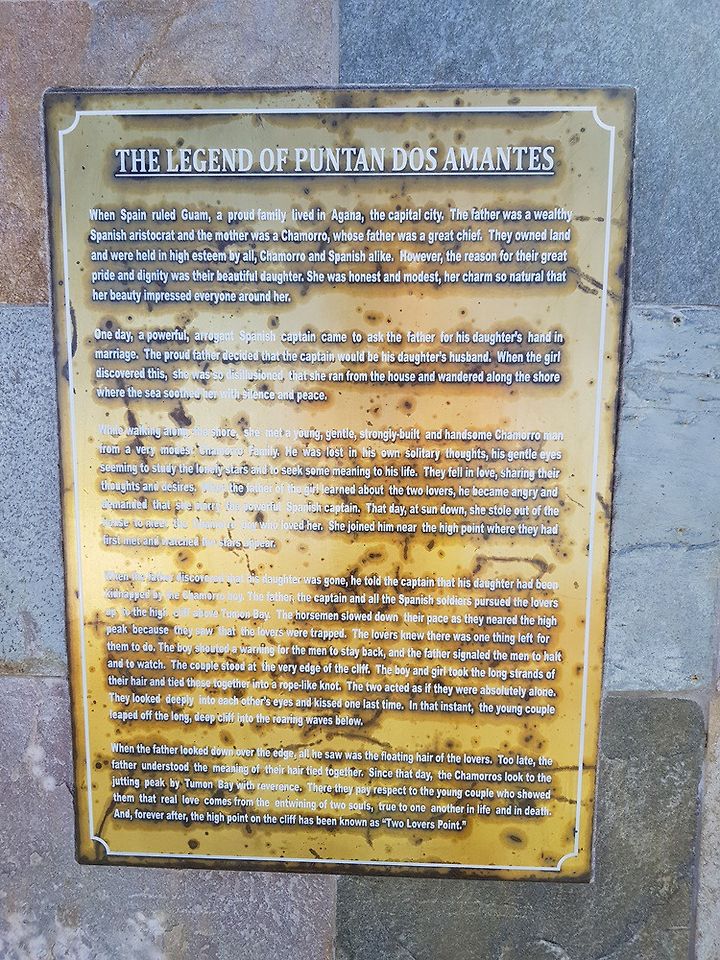 THE LEGEND OF PUNTAN DOS AMANTES
When Spain ruled Guam, a proud family lived in Agana, the capital city. The father was a wealthy
Spanish aristocrat and the mother was a Chamorro, whose father was a great chief. They owned land
and were held in high esteem by all, Chamorro and Spanish alike. However, the reason for their great
pride and dignity was their beautiful daughter. She was honest and modest, her charm so natural that
her beauty impressed everyone around her.
One day, a powerful, arrogant Spanish captain came to ask the father for his daughter's hand in
marriage. The proud father decided that the captain would be his daughter's husband. When the girl
discovered this, she was so disillusioned that she ran from the house and wandered along the shore
where the sea soothed her with silence and peace.
While walking along the shore, she met a young, gentle, strongly-built and handsome Chamorro man
from a very modest Chamorro Family. He was lost in his own solitary thoughts, his gentle eyes
seeming to study the lonely stars and to seek some meaning to his life. They fell in love, sharing their
thoughts and desires. When the father of the girl learned about the two lovers, he became angry and
demanded that she marry the powerful Spanish captain. That day, at sun down, she stole out of the
house to meet the Chamorro boy who loved her. She joined him near the high point where they had
first met and watched the stars appear.
When the father discovered that his daughter was gone, he told the captain that his daughter had been
kidnapped by the Chamorro boy. The father, the captain and all the Spanish soldiers pursued the lovers
up to the high cliff above Tumon Bay. The horsemen slowed down their pace as they neared the high
peak because they saw that the lovers were trapped. The lovers knew there was one thing left for
them to do. The boy shouted a warning for the men to stay back, and the father signaled the men to halt
and to watch. The couple stood at the very edge of the cliff. The boy and girl took the long strands of
their hair and tied these together into a rope-like knot. The two acted as if they were absolutely alone.
They looked deeply into each other's eyes and kissed one last time. In that instant, the young couple
leaped off the long, deep cliff into the roaring waves below.
When the father looked down over the edge, all he saw was the floating hair of the lovers. Too late, the
father understood the meaning of their hair tied together. Since that day, the Chamorros look to the
jutting peak by Tumon Bay with reverence. There they pay respect to the young couple who showed
them that real love comes from the entwining of two souls, true to one another in life and in death.
And, forever after, the high point on the cliff has been known as "Two Lovers Point."